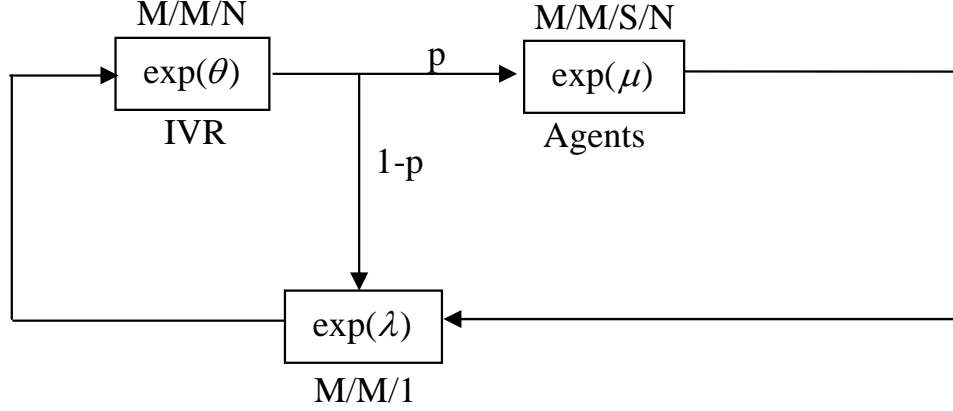 M/M/N
M/M/S/N
exp(θ)
p
exp(μ)
IVR
Agents
1-p
exp(λ)
M/M/1